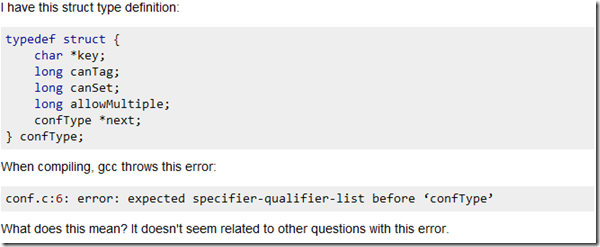 I have this struct type definition:
typedef struct {
    char *key;
    long canTag;
    long canSet;
    long allowMultiple;
    confType *next;
} confType;
When compiling, gcc throws this error:
conf.c:6: error: expected specifier-qualifier-list before ‘confType’
What does this mean? It doesn't seem related to other questions with this error.